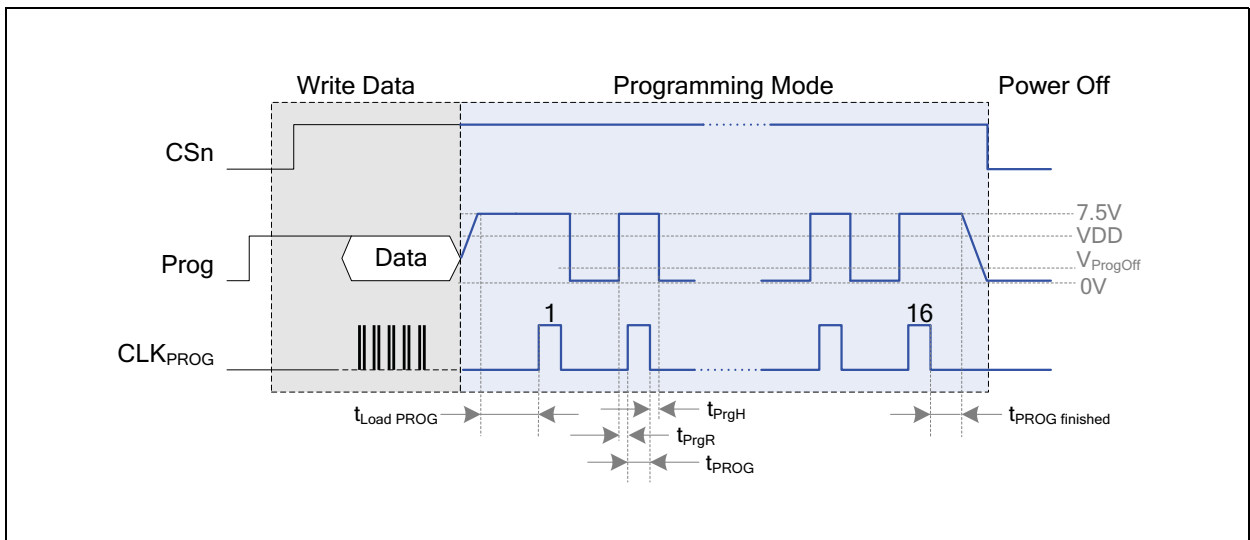 Write Data Programming Mode Power Off
CSn
7.5V
VDD
Prog Data
VProgOff
0V
1 16
CLKPROG
tLoad PROG tPrgH tPROG finished
tPrgR
tPROG